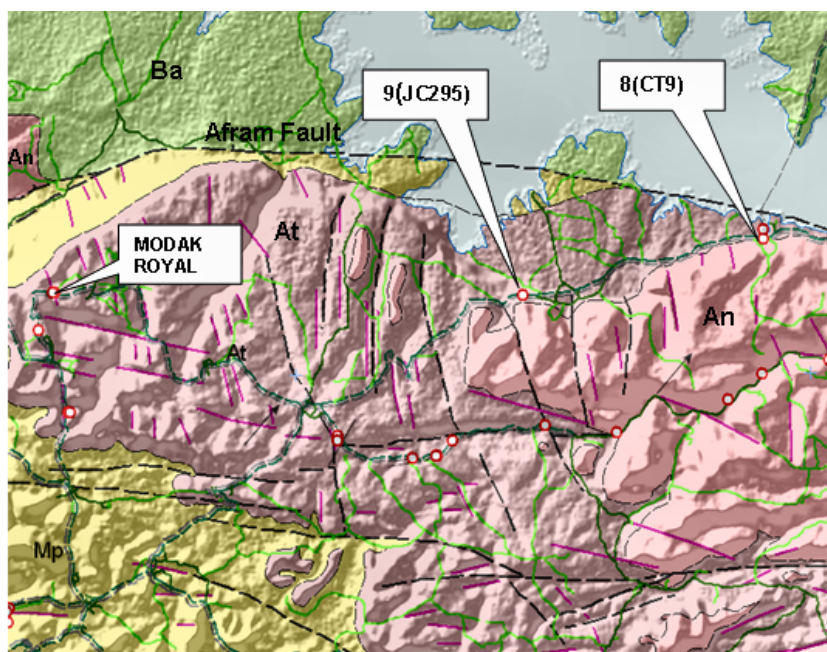 Ba
9(JC295)
8(CT9)
Afram Fault
An
At
MODAK
ROYAL
An
At
Mp